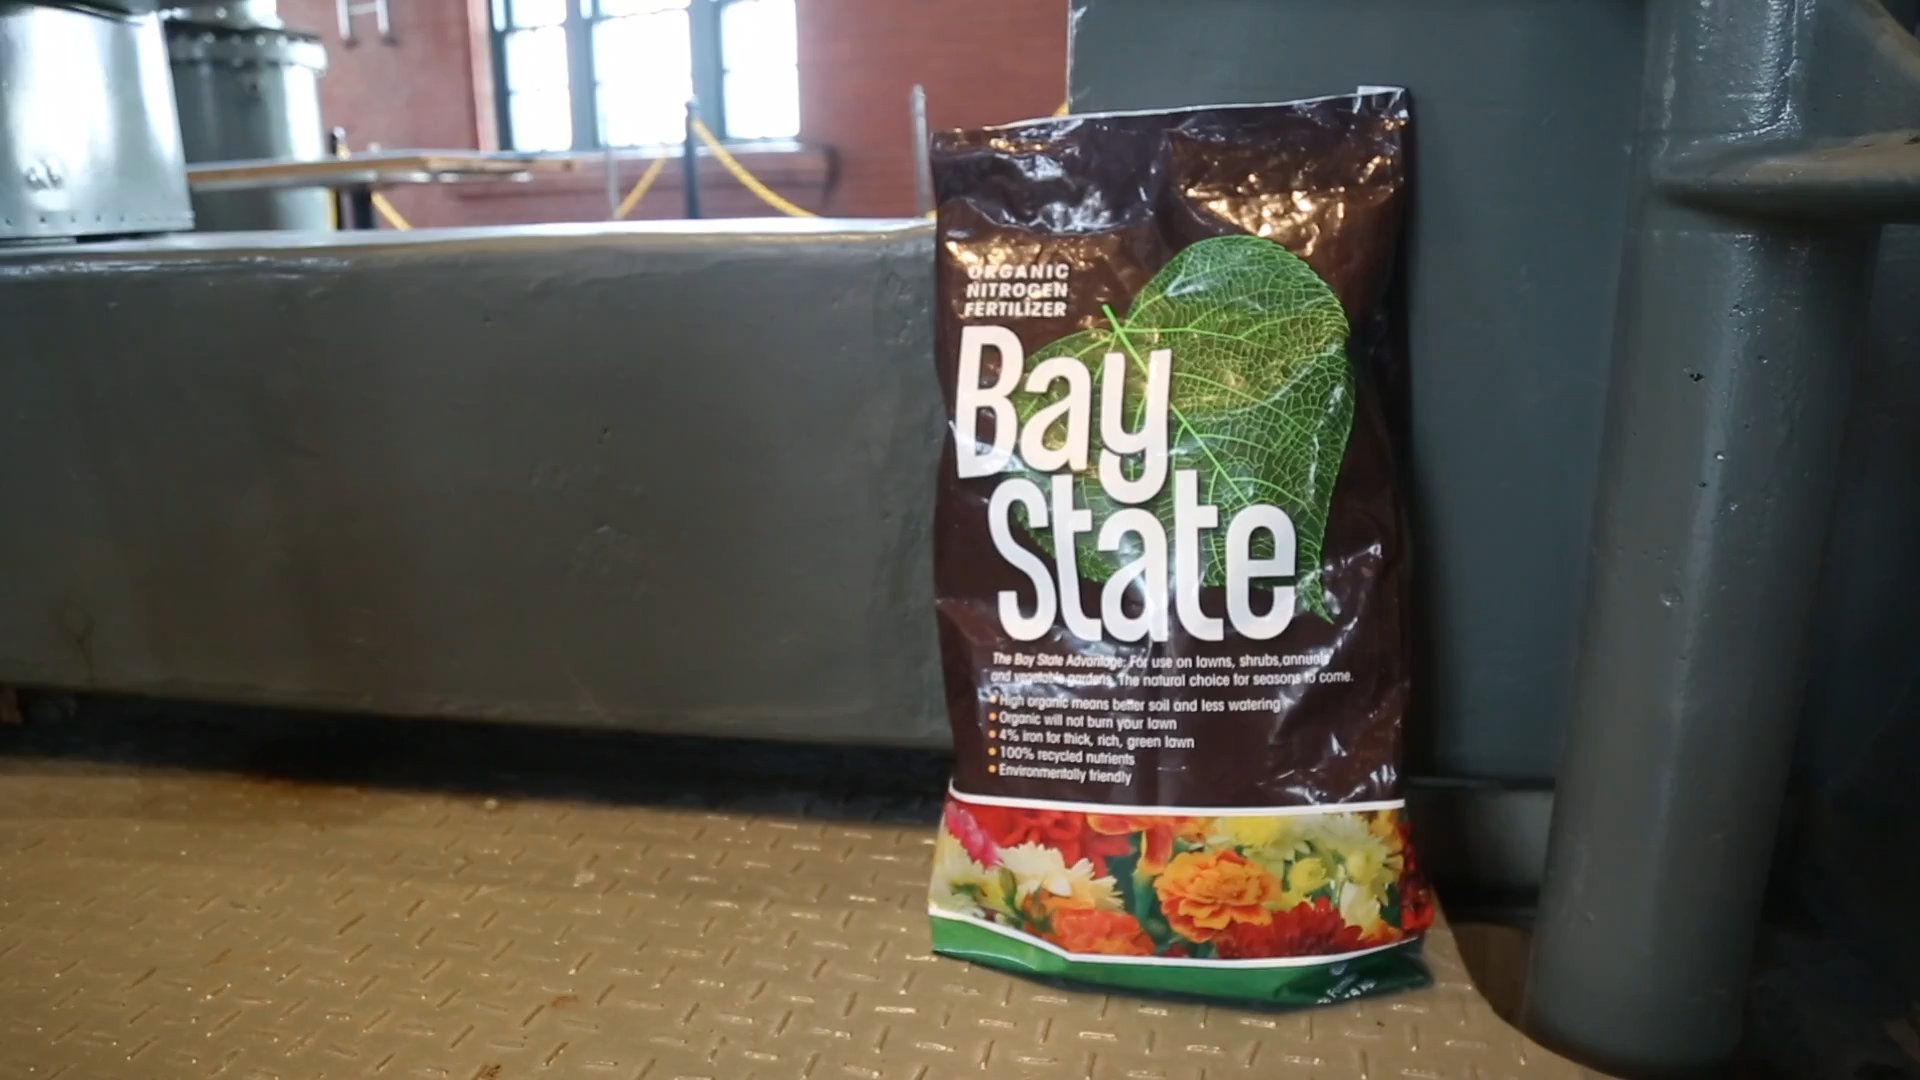 ORGANIC
NITROGEN
FERTILIZER
Bay
State
The Bay State Advantage: For use on lawns, shrubs,annuals
and vegetable gardens. The natural choice for seasons to come.
• High organic means better soil and less watering
• Organic will not burn your lawn
• 4% iron for thick, rich, green lawn
• 100% recycled nutrients
• Environmentally friendly